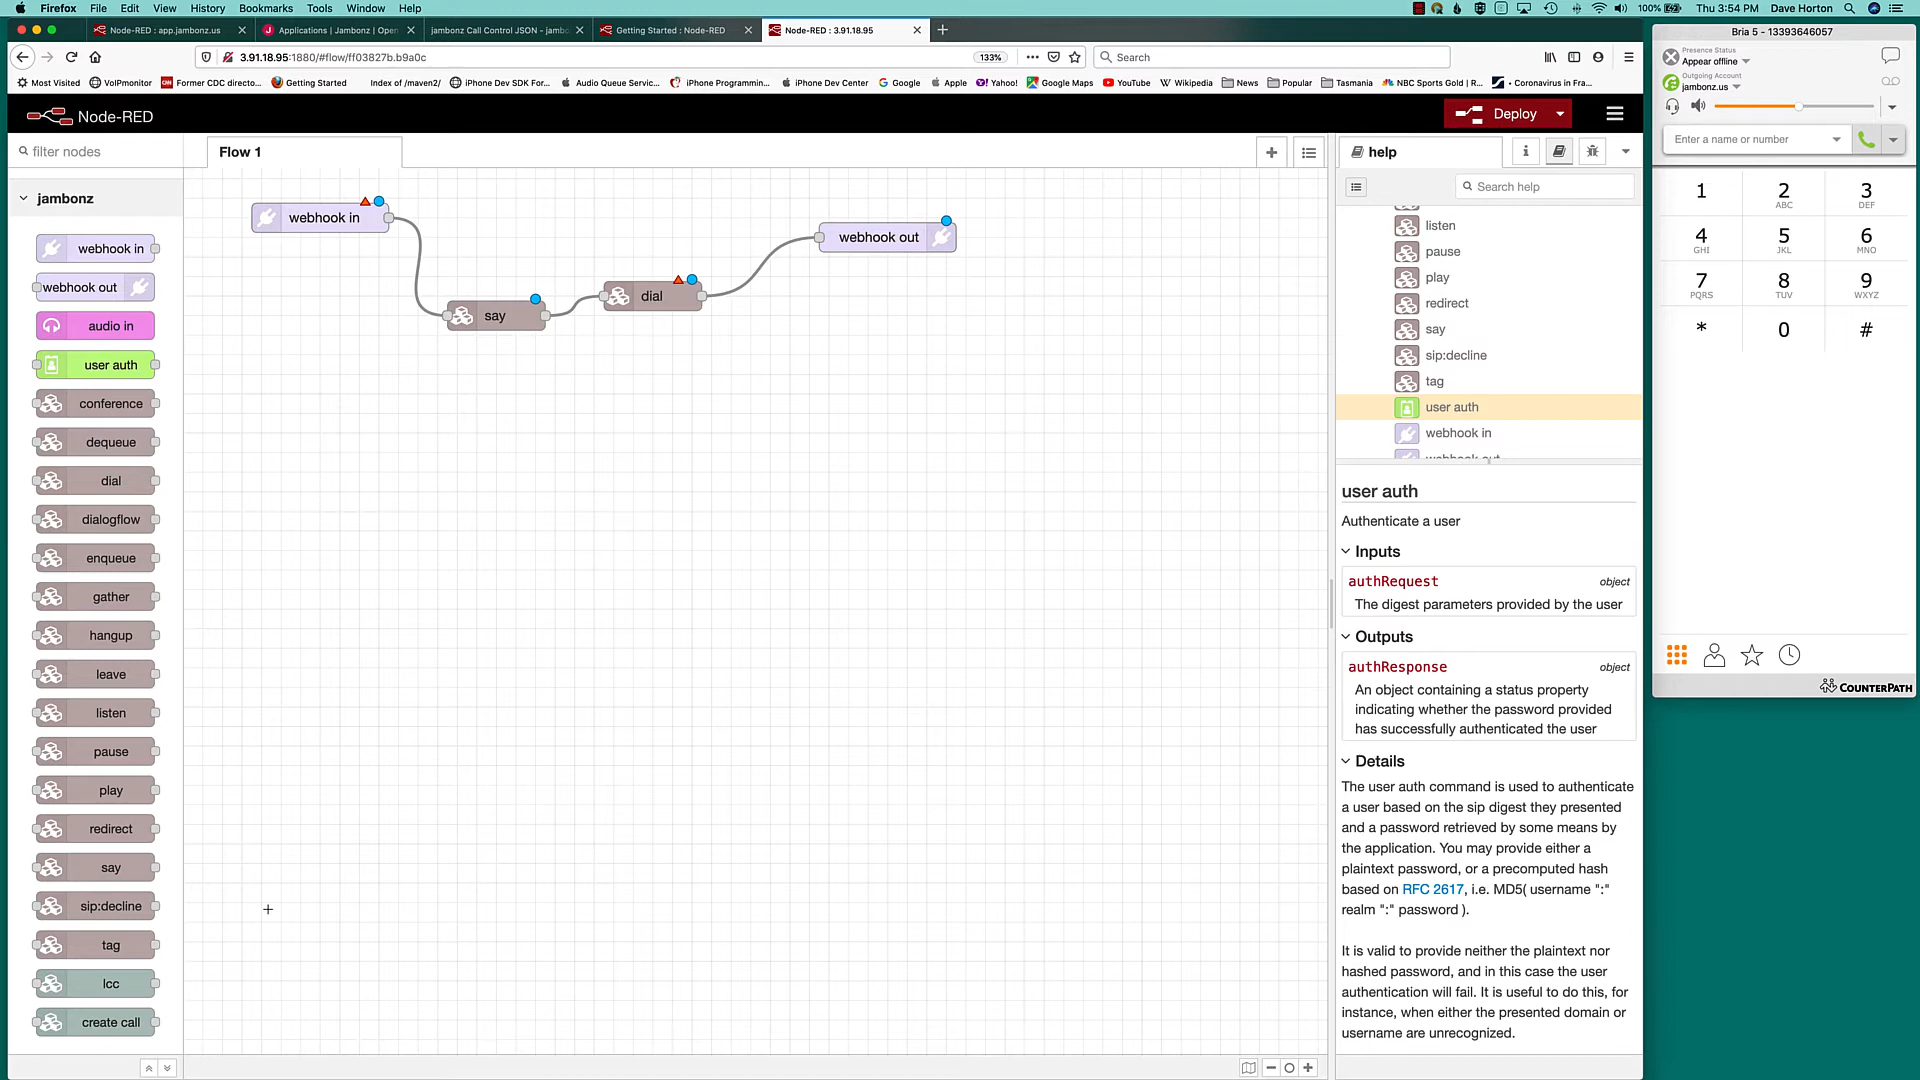 Firefox File Edit View History Bookmarks Tools Window Help 100% Thu 3:54 PM Dave Horton
Node-RED : app.jambonz.us Applications | Jambonz | Open Jambonz Call Control JSON - jambo Getting Started : Node-RED Node-RED : 3.91.18.95
3.91.18.95:1880/#flow/ff03827b.b9a0c 133% Search
Most Visited VoIPmonitor Former CDC directo... Getting Started Index of /maven2/ iPhone Dev SDK For... Audio Queue Servic... iPhone Programmin... iPhone Dev Center Google Apple Yahoo! Google Maps YouTube Wikipedia News Popular Tasmania NBC Sports Gold | R... • Coronavirus in Fra...
Node-RED Deploy
filter nodes
Flow 1
jambonz
webhook in
webhook out
audio in
user auth
conference
dequeue
dial
dialogflow
enqueue
gather
hangup
leave
listen
pause
play
redirect
say
sip:decline
tag
lcc
create call
webhook in
say
dial
webhook out
help
Search help
listen
pause
play
redirect
say
sip:decline
tag
user auth
webhook in
webhook out
user auth
Authenticate a user
Inputs
authRequest object
The digest parameters provided by the user
Outputs
authResponse object
An object containing a status property
indicating whether the password provided
has successfully authenticated the user
Details
The user auth command is used to authenticate
a user based on the sip digest they presented
and a password retrieved by some means by
the application. You may provide either a
plaintext password, or a precomputed hash
based on RFC 2617, i.e. MD5( username ":"
realm ":" password ).
It is valid to provide neither the plaintext nor
hashed password, and in this case the user
authentication will fail. It is useful to do this, for
instance, when either the presented domain or
username are unrecognized.
Bria 5 - 13393646057
Presence Status
Appear offline
Outgoing Account
jambonz.us
Enter a name or number
1 2 3
ABC DEF
4 5 6
GHI JKL MNO
7 8 9
PQRS TUV WXYZ
* 0 #
COUNTERPATH